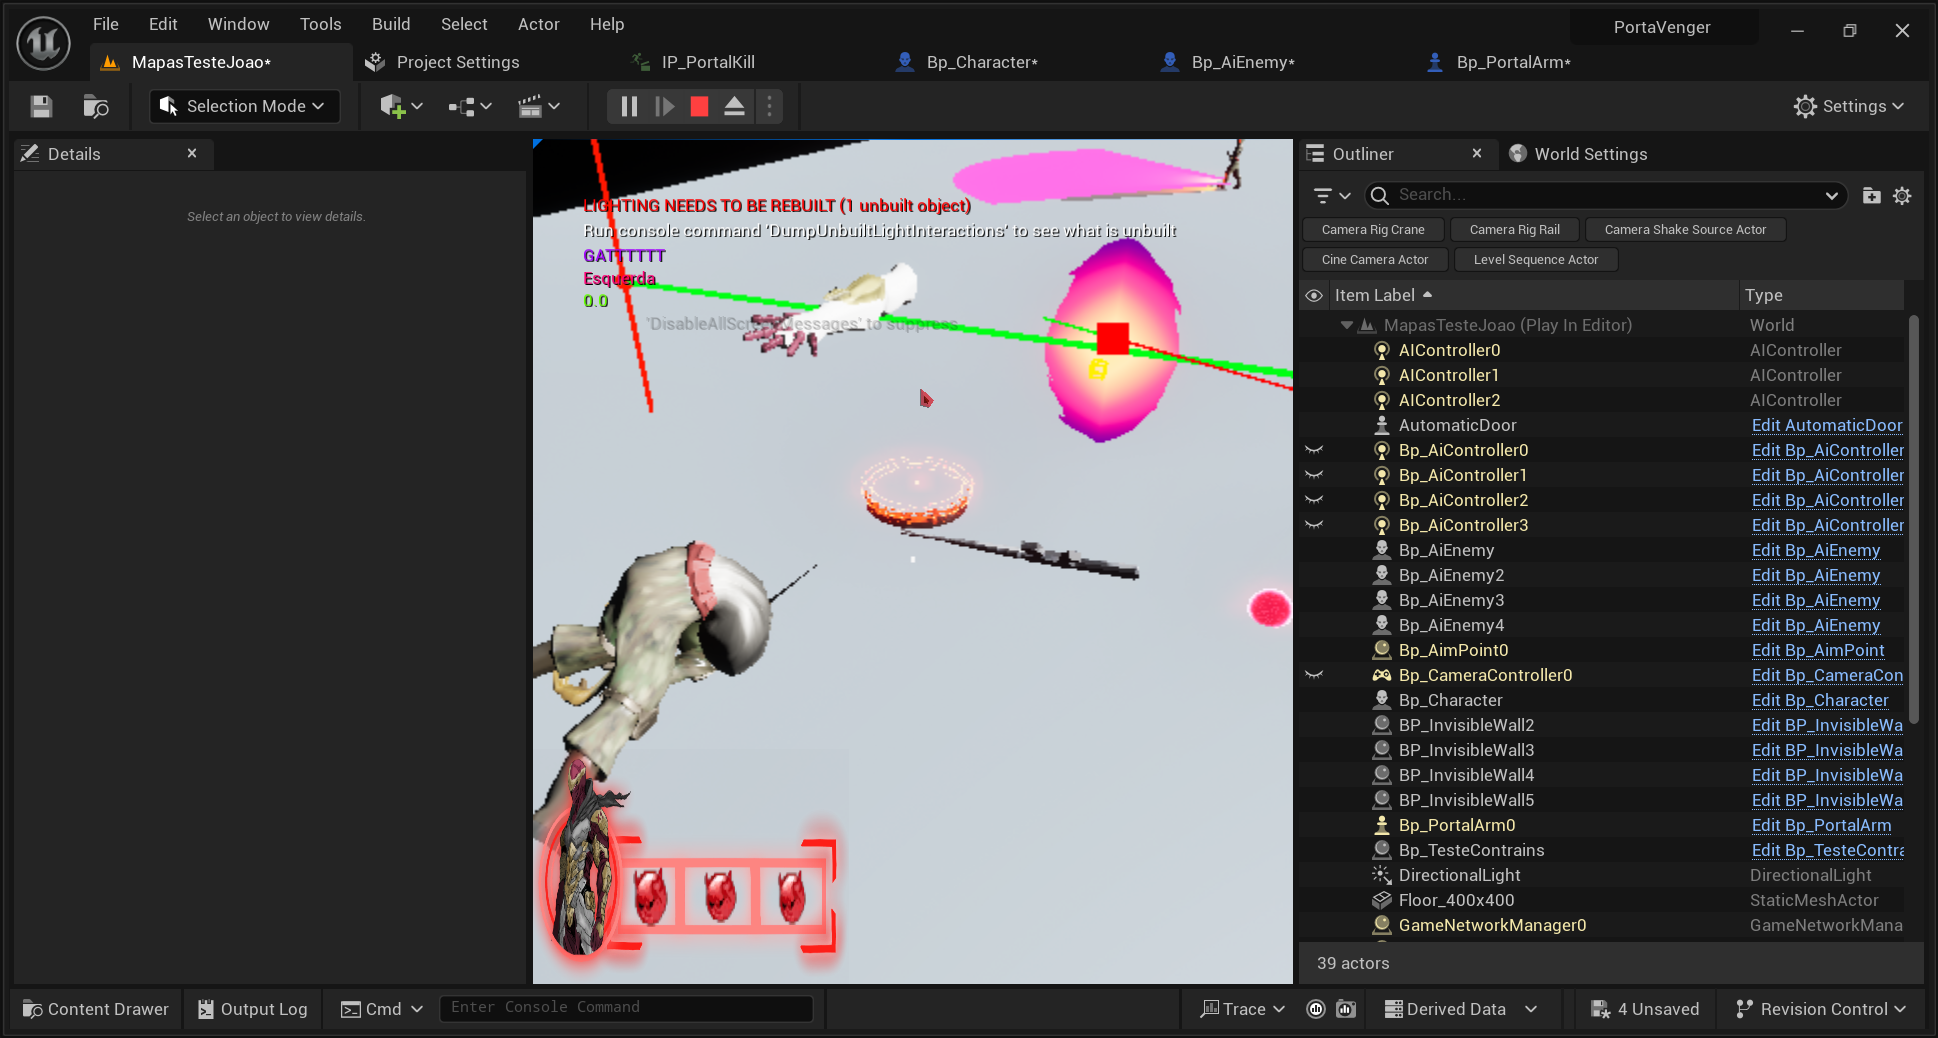 File Edit Window Tools Build Select Actor Help
PortaVenger
MapasTesteJoao* Project Settings IP_PortalKill Bp_Character* Bp_AiEnemy* Bp_PortalArm*
Selection Mode Settings
Details
Select an object to view details.
LIGHTING NEEDS TO BE REBUILT (1 unbuilt object)
Run console command 'DumpUnbuiltLightInteractions' to see what is unbuilt
GATTTTTT
Esquerda
0.0
'DisableAllScreenMessages' to suppress
Outliner World Settings
Search...
Camera Rig Crane Camera Rig Rail Camera Shake Source Actor
Cine Camera Actor Level Sequence Actor
Item Label Type
MapasTesteJoao (Play In Editor) World
AIController0 AIController
AIController1 AIController
AIController2 AIController
AutomaticDoor Edit AutomaticDoor
Bp_AiController0 Edit Bp_AiController
Bp_AiController1 Edit Bp_AiController
Bp_AiController2 Edit Bp_AiController
Bp_AiController3 Edit Bp_AiController
Bp_AiEnemy Edit Bp_AiEnemy
Bp_AiEnemy2 Edit Bp_AiEnemy
Bp_AiEnemy3 Edit Bp_AiEnemy
Bp_AiEnemy4 Edit Bp_AiEnemy
Bp_AimPoint0 Edit Bp_AimPoint
Bp_CameraController0 Edit Bp_CameraCon
Bp_Character Edit Bp_Character
BP_InvisibleWall2 Edit BP_InvisibleWa
BP_InvisibleWall3 Edit BP_InvisibleWa
BP_InvisibleWall4 Edit BP_InvisibleWa
BP_InvisibleWall5 Edit BP_InvisibleWa
Bp_PortalArm0 Edit Bp_PortalArm
Bp_TesteContrains Edit Bp_TesteContra
DirectionalLight DirectionalLight
Floor_400x400 StaticMeshActor
GameNetworkManager0 GameNetworkMana
39 actors
Content Drawer Output Log Cmd Enter Console Command Trace Derived Data 4 Unsaved Revision Control